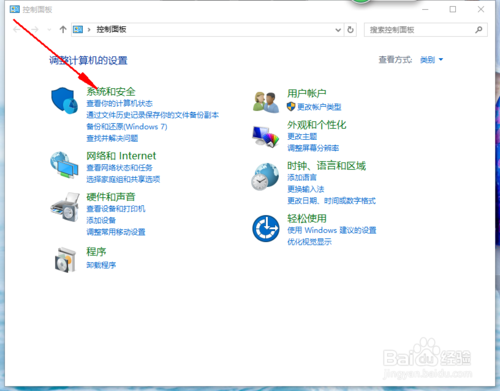 控制面板
控制面板
搜索控制面板
调整计算机的设置
查看方式: 类别
系统和安全
查看你的计算机状态
通过文件历史记录保存你的文件备份副本
备份和还原(Windows 7)
查找并解决问题
网络和 Internet
查看网络状态和任务
选择家庭组和共享选项
硬件和声音
查看设备和打印机
添加设备
调整常用移动设置
程序
卸载程序
用户帐户
更改帐户类型
外观和个性化
更改主题
调整屏幕分辨率
时钟、语言和区域
添加语言
更换输入法
更改日期、时间或数字格式
轻松使用
使用 Windows 建议的设置
优化视觉显示
Baidu 经验
jingyan.baidu.com